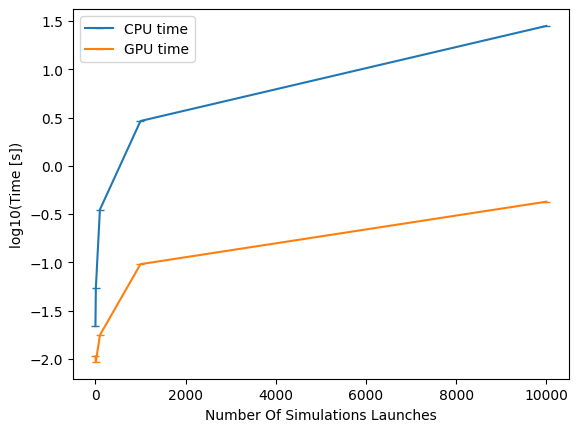 CPU time
GPU time
1.5
1.0
0.5
0.0
−0.5
−1.0
−1.5
−2.0
log10(Time [s])
0 2000 4000 6000 8000 10000
Number Of Simulations Launches